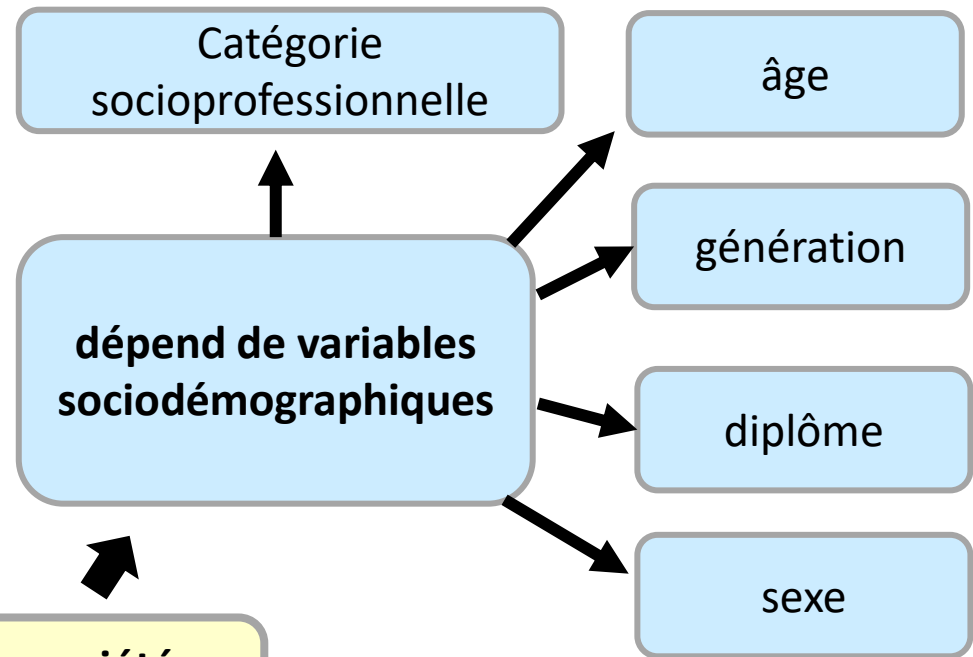 Catégorie
socioprofessionnelle
âge
génération
dépend de variables
sociodémographiques
diplôme
sexe